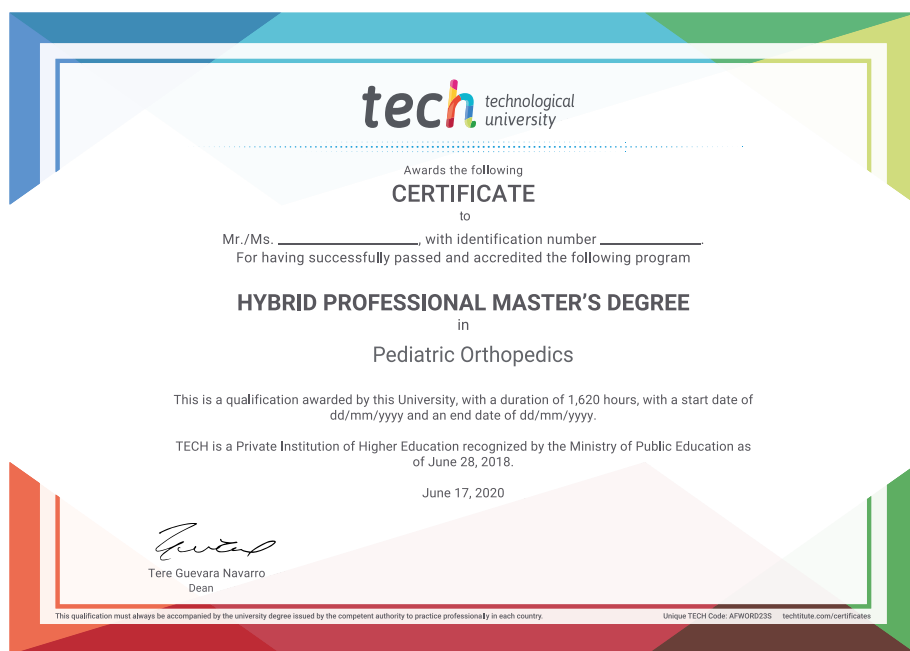 tech technological
university
Awards the following
CERTIFICATE
to
Mr./Ms. ____________________, with identification number ______________.
For having successfully passed and accredited the following program
HYBRID PROFESSIONAL MASTER'S DEGREE
in
Pediatric Orthopedics
This is a qualification awarded by this University, with a duration of 1,620 hours, with a start date of
dd/mm/yyyy and an end date of dd/mm/yyyy.
TECH is a Private Institution of Higher Education recognized by the Ministry of Public Education as
of June 28, 2018.
June 17, 2020
Tere Guevara Navarro
Dean
This qualification must always be accompanied by the university degree issued by the competent authority to practice professionally in each country. Unique TECH Code: AFWORD23S techtitute.com/certificates